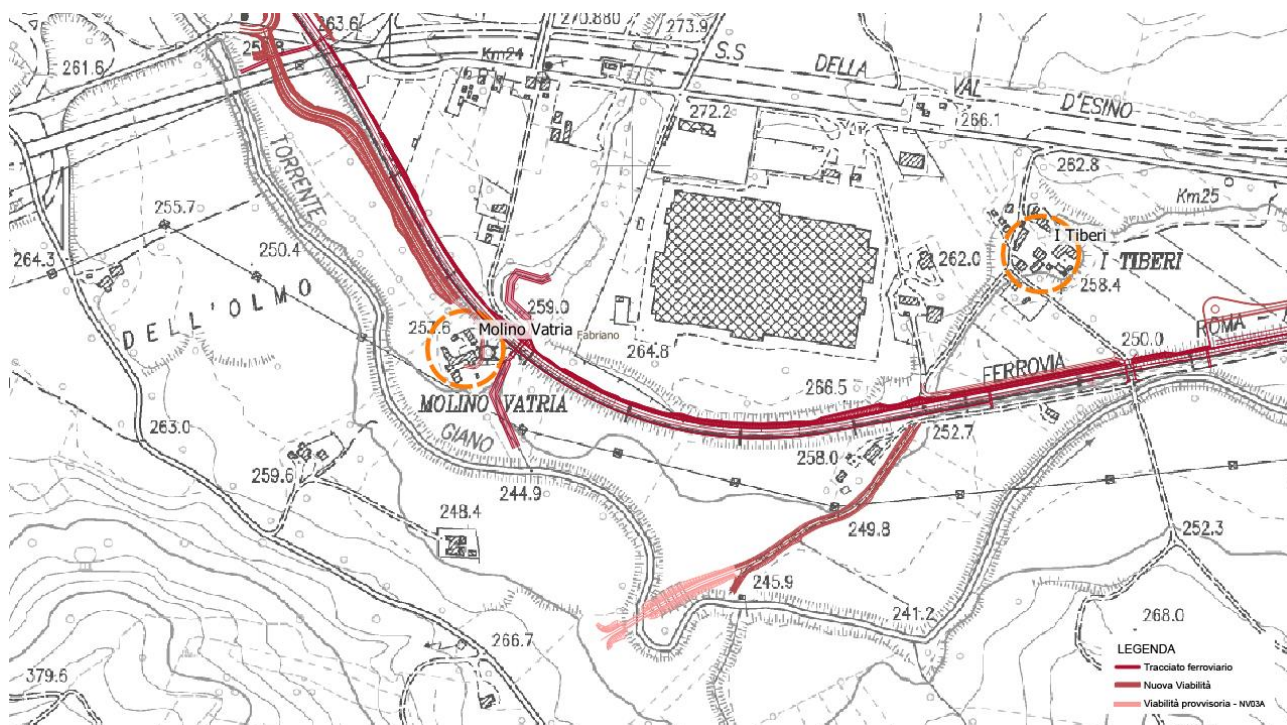 263.6
270.880
273.9
Km24
S.S
DELLA
VAL
D'ESINO
261.6
272.2
266.1
262.8
TORRENTE
Km25
255.7
250.4
I Tiberi
264.3
262.0
I TIBERI
258.4
DELL'OLMO
259.0
257.6
Molino Vatria
Fabriano
264.8
250.0
ROMA -
FERROVIA
266.5
MOLINO VATRIA
263.0
GIANO
252.7
258.0
259.6
244.9
248.4
249.8
252.3
245.9
241.2
268.0
266.7
379.6
LEGENDA
Tracciato ferroviario
Nuova Viabilità
Viabilità provvisoria - NV03A